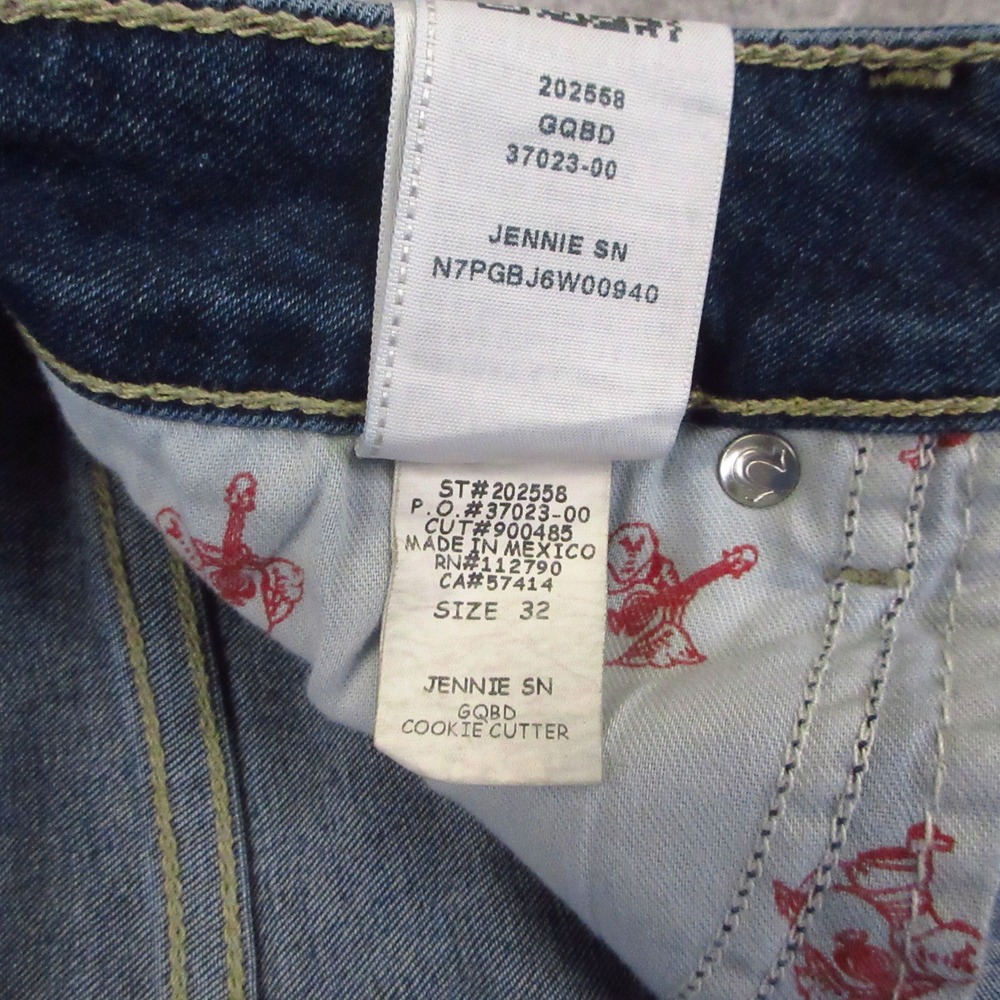 202558
GQBD
37023-00
JENNIE SN
N7PGBJ6W00940
ST#202558
P.O.#37023-00
CUT#900485
MADE IN MEXICO
RN#112790
CA#57414
SIZE 32
JENNIE SN
GQBD
COOKIE CUTTER